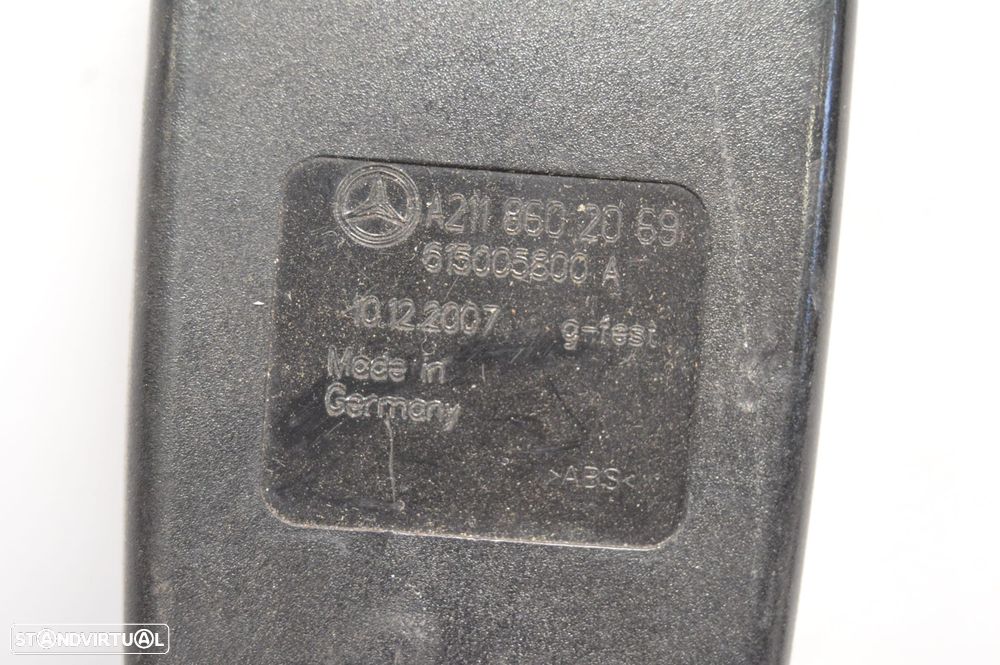 A211 860 20 69
615005800 A
10.12.2007 g-fest
Made in
Germany
>ABS<
STANDVIRTUAL